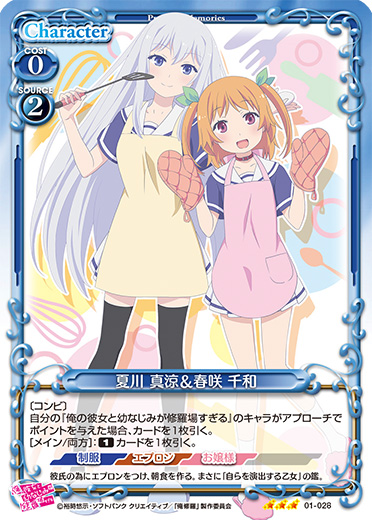 Precious Memories
Character
COST
0
SOURCE
2
夏川 真涼&春咲 千和
〔コンビ〕
自分の『俺の彼女と幼なじみが修羅場すぎる』のキャラがアプローチで
ポイントを与えた場合、カードを1枚引く。
[メイン/両方]:1カードを1枚引く。
制服 エプロン お嬢様
彼氏の為にエプロンをつけ、朝食を作る。まさに「自らを演出する乙女」の鑑。
©裕時悠示・ソフトバンク クリエイティブ/「俺修羅」製作委員会
01-028